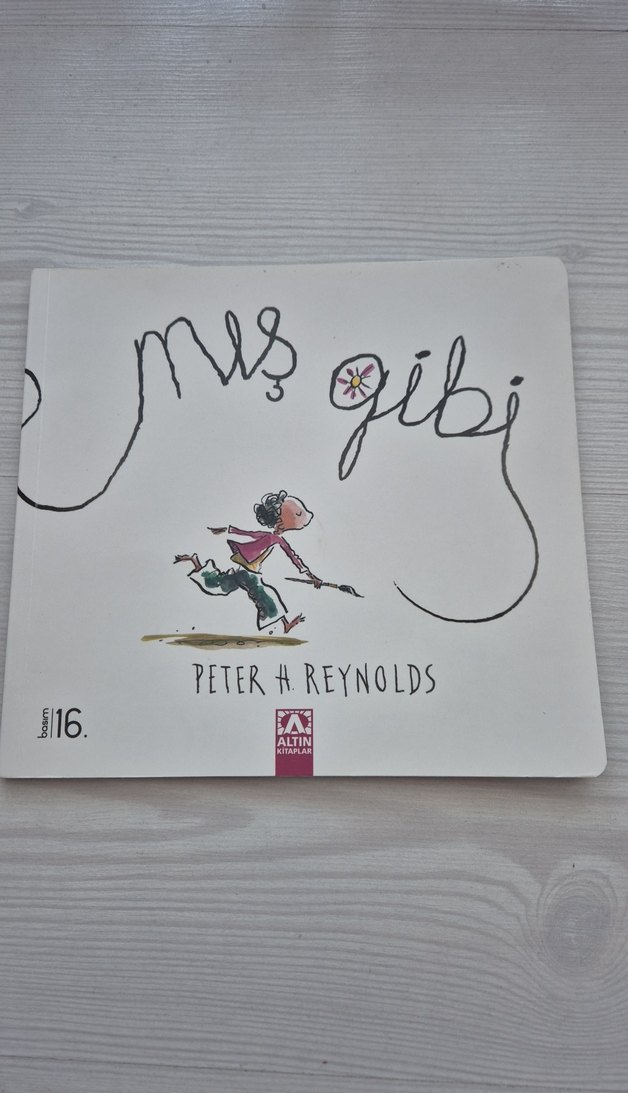 mış gibi
PETER H. REYNOLDS
basım 16.
ALTIN
KİTAPLAR